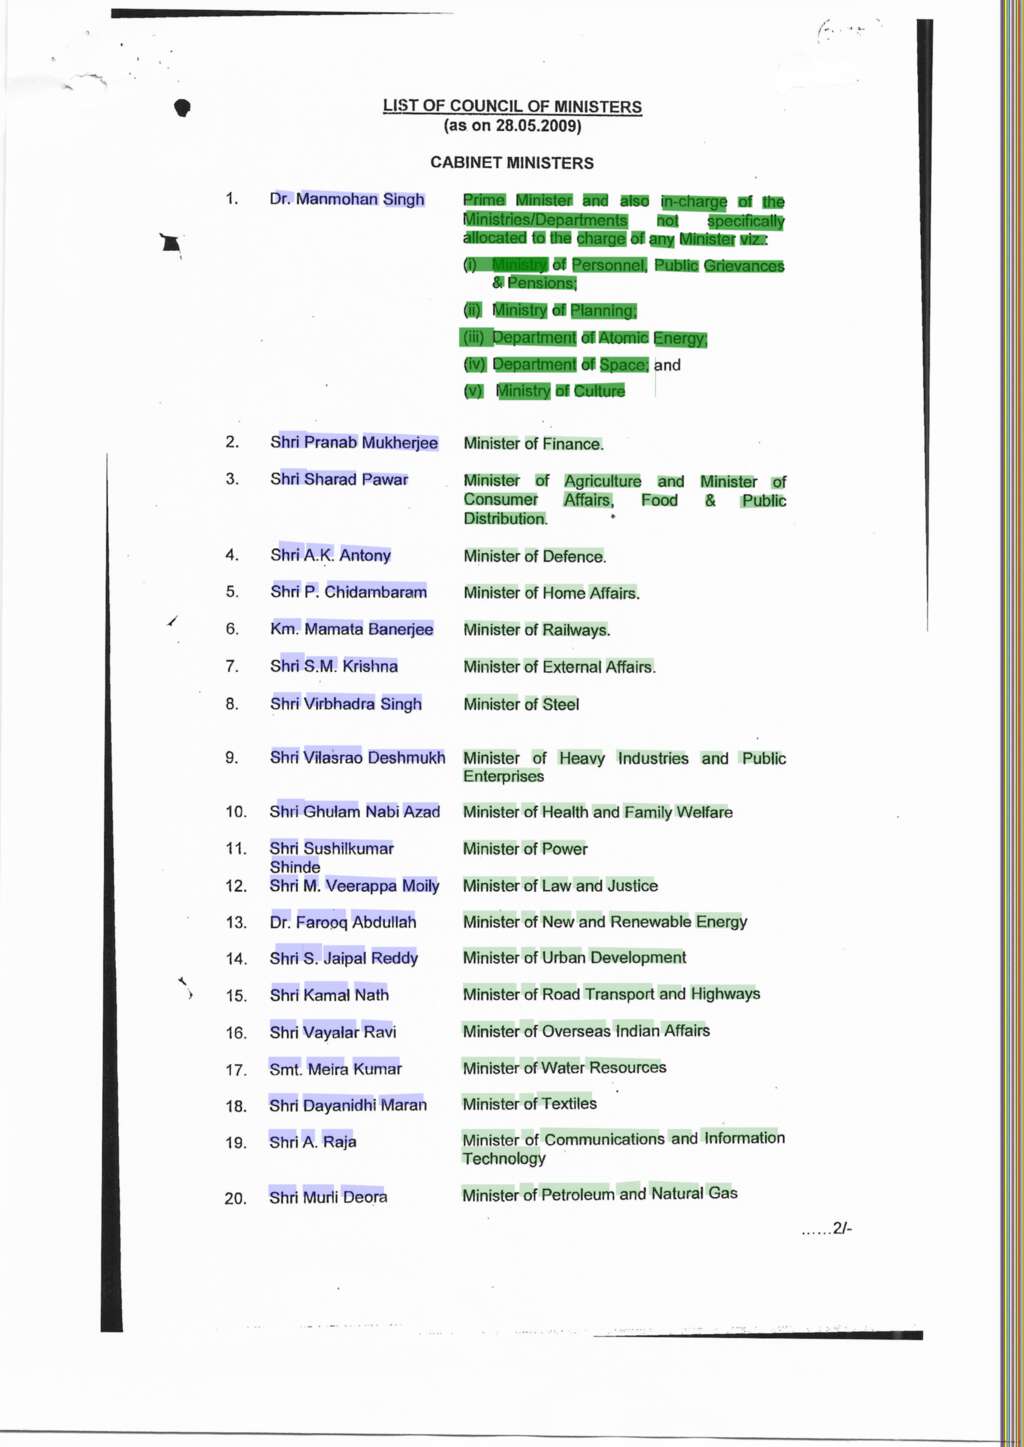 LIST OF COUNCIL OF MINISTERS
(as on 28.05.2009)
CABINET MINISTERS
1. Dr. Manmohan Singh Prime Minister and also in-charge of the
Ministries/Departments not specifically
allocated to the charge of any Minister viz.:
(i) Ministry of Personnel, Public Grievances
& Pensions;
(ii) Ministry of Planning;
(iii) Department of Atomic Energy;
(iv) Department of Space; and
(v) Ministry of Culture
2. Shri Pranab Mukherjee Minister of Finance.
3. Shri Sharad Pawar Minister of Agriculture and Minister of
Consumer Affairs, Food & Public
Distribution.
4. Shri A.K. Antony Minister of Defence.
5. Shri P. Chidambaram Minister of Home Affairs.
6. Km. Mamata Banerjee Minister of Railways.
7. Shri S.M. Krishna Minister of External Affairs.
8. Shri Virbhadra Singh Minister of Steel
9. Shri Vilasrao Deshmukh Minister of Heavy Industries and Public
Enterprises
10. Shri Ghulam Nabi Azad Minister of Health and Family Welfare
11. Shri Sushilkumar Minister of Power
Shinde
12. Shri M. Veerappa Moily Minister of Law and Justice
13. Dr. Farooq Abdullah Minister of New and Renewable Energy
14. Shri S. Jaipal Reddy Minister of Urban Development
15. Shri Kamal Nath Minister of Road Transport and Highways
16. Shri Vayalar Ravi Minister of Overseas Indian Affairs
17. Smt. Meira Kumar Minister of Water Resources
18. Shri Dayanidhi Maran Minister of Textiles
19. Shri A. Raja Minister of Communications and Information
Technology
20. Shri Murli Deora Minister of Petroleum and Natural Gas
......2/-